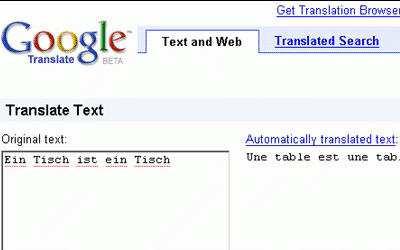 Get Translation Browser
Google™
Translate BETA
Text and Web
Translated Search
Translate Text
Original text:
Automatically translated text:
Ein Tisch ist ein Tisch
Une table est une tab